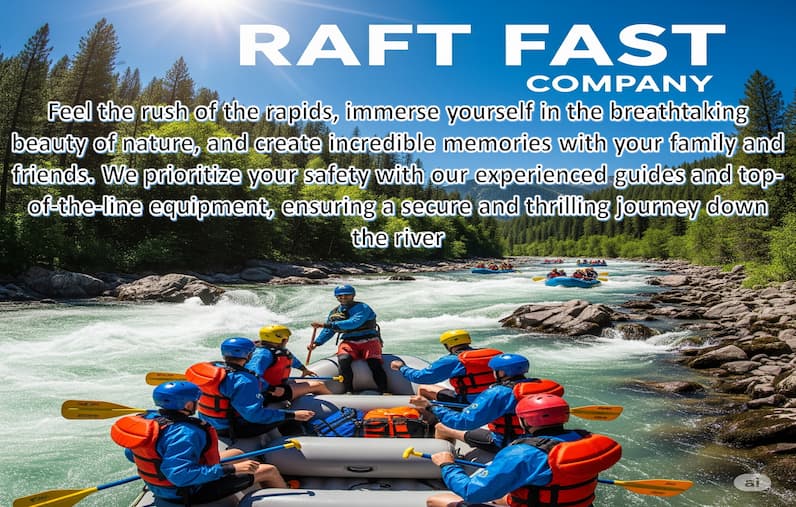 RAFT FAST
COMPANY
Feel the rush of the rapids, immerse yourself in the breathtaking
beauty of nature, and create incredible memories with your family and
friends. We prioritize your safety with our experienced guides and top-
of-the-line equipment, ensuring a secure and thrilling journey down
the river
ai